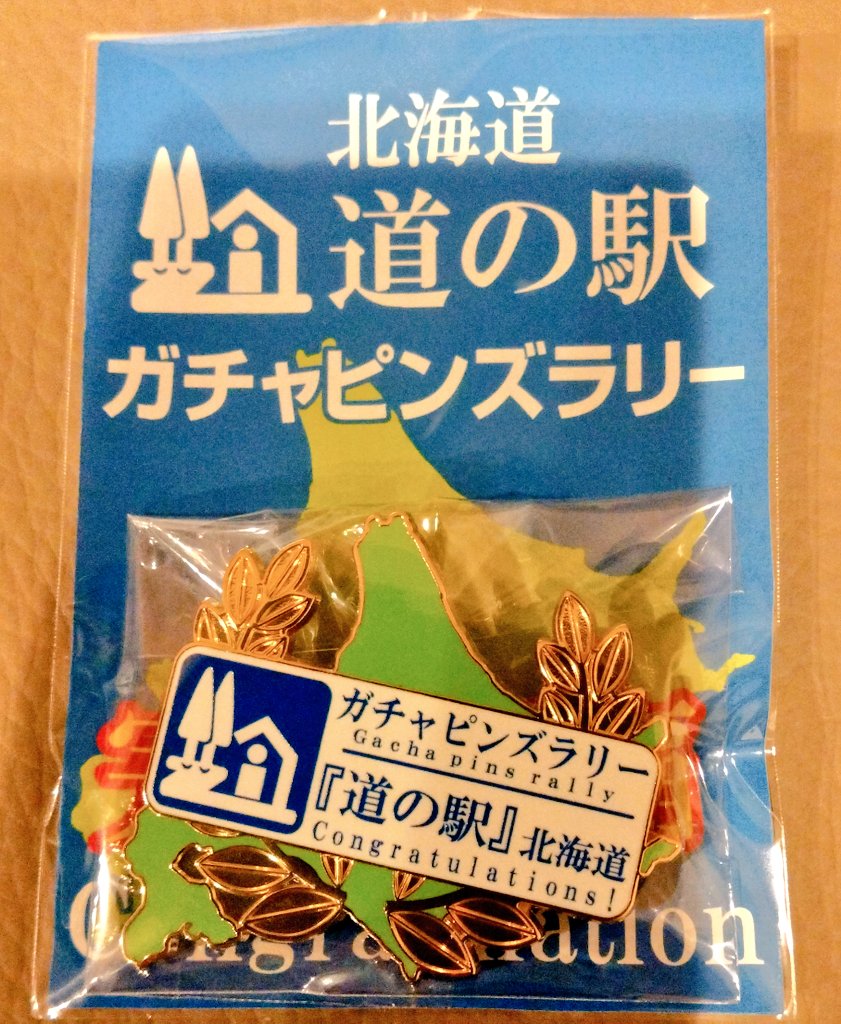 北海道
道の駅
ガチャピンズラリー
ガチャピンズラリー
Gacha pins rally
『道の駅』北海道
Congratulations!